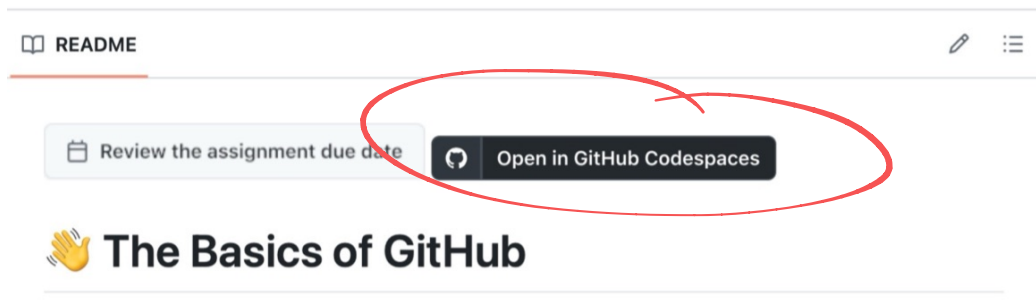 README
Review the assignment due date
Open in GitHub Codespaces
👋 The Basics of GitHub